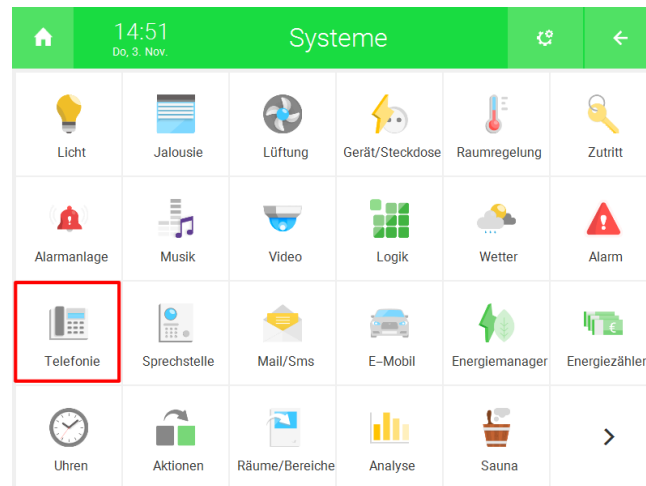 14:51
Do, 3. Nov.
Systeme
Licht
Jalousie
Lüftung
Gerät/Steckdose
Raumregelung
Zutritt
Alarmanlage
Musik
Video
Logik
Wetter
Alarm
Telefonie
Sprechstelle
Mail/Sms
E-Mobil
Energiemanager
Energiezähler
Uhren
Aktionen
Räume/Bereiche
Analyse
Sauna